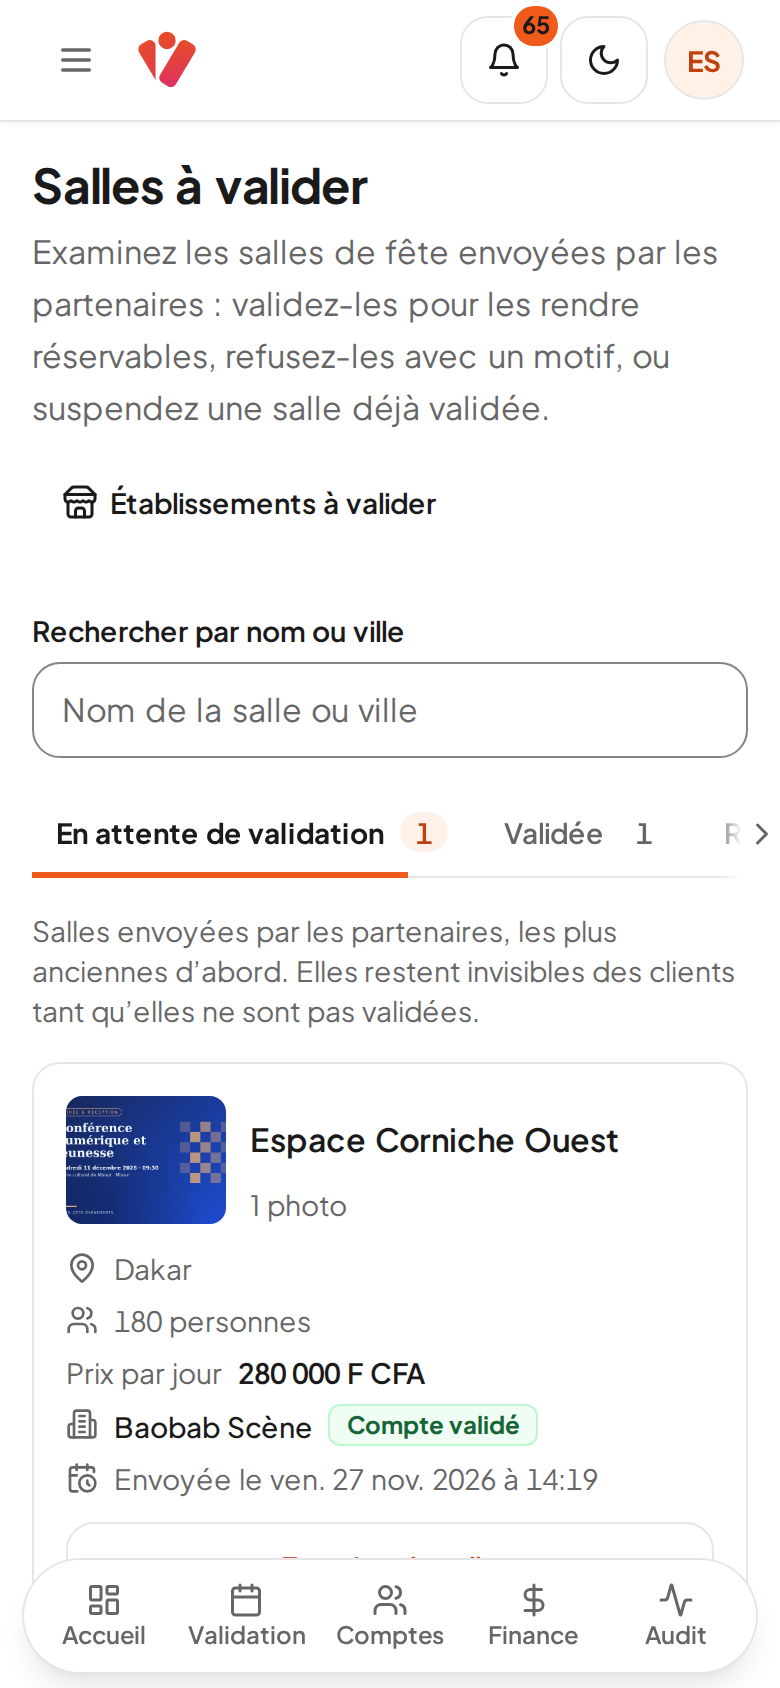 65
ES
Salles à valider
Examinez les salles de fête envoyées par les
partenaires : validez-les pour les rendre
réservables, refusez-les avec un motif, ou
suspendez une salle déjà validée.
Établissements à valider
Rechercher par nom ou ville
Nom de la salle ou ville
En attente de validation 1 Validée 1
Salles envoyées par les partenaires, les plus
anciennes d’abord. Elles restent invisibles des clients
tant qu’elles ne sont pas validées.
onférence
umérique et
eunesse
Espace Corniche Ouest
1 photo
Dakar
180 personnes
Prix par jour 280 000 F CFA
Baobab Scène Compte validé
Envoyée le ven. 27 nov. 2026 à 14:19
Accueil Validation Comptes Finance Audit